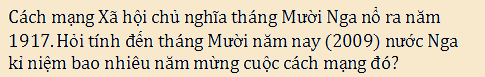 Cách mạng Xã hội chủ nghĩa tháng Mười Nga nổ ra năm
1917. Hỏi tính đến tháng Mười năm nay (2009) nước Nga
kỉ niệm bao nhiêu năm mừng cuộc cách mạng đó?